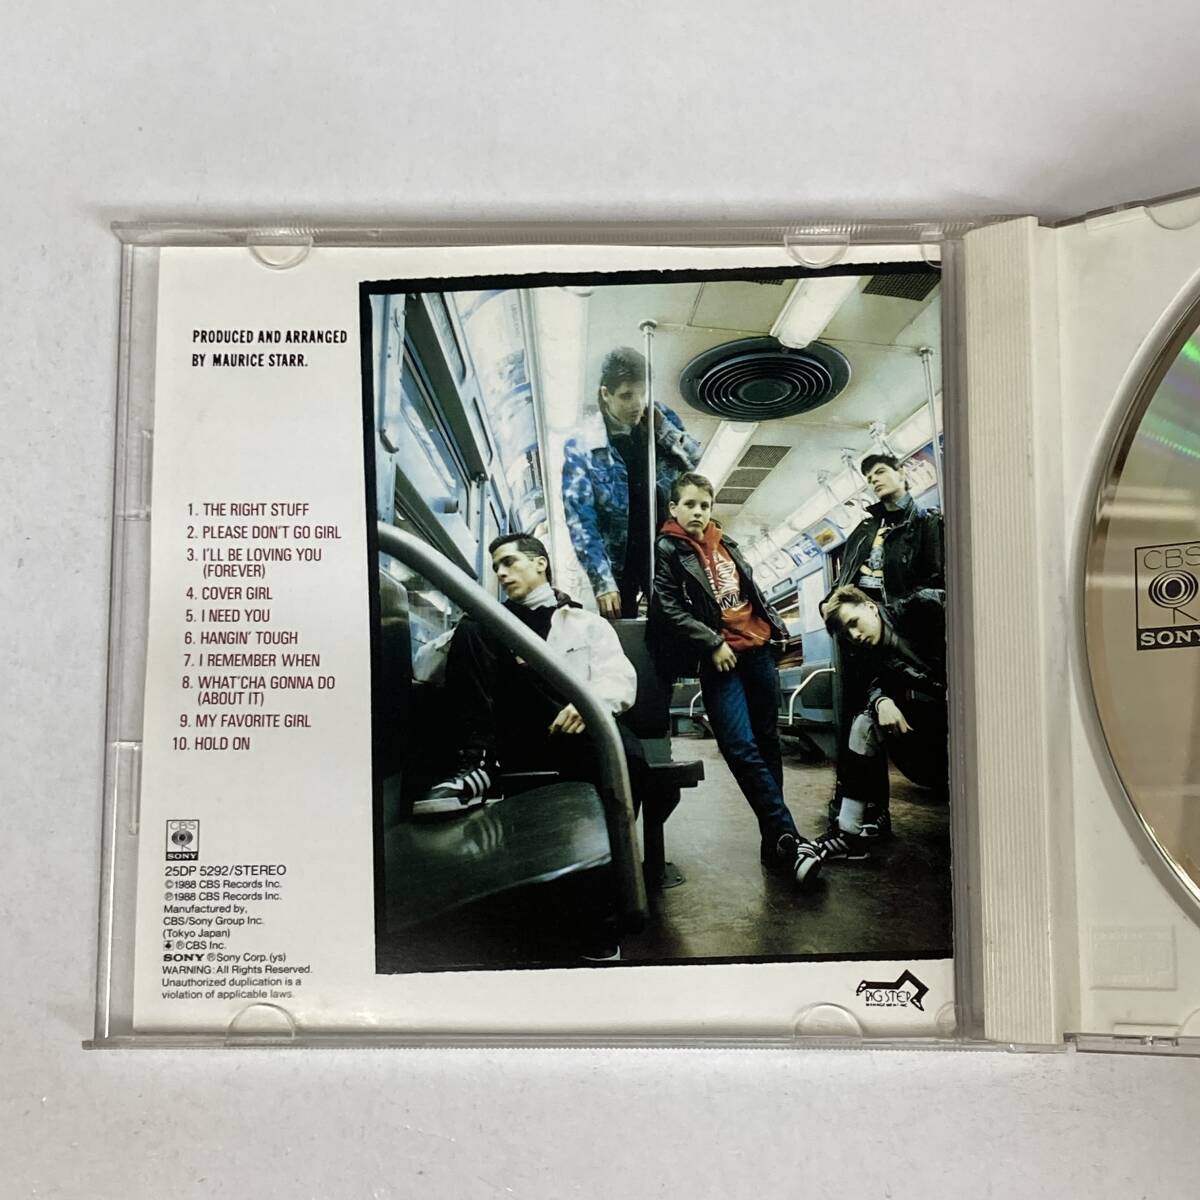 PRODUCED AND ARRANGED
BY MAURICE STARR.
1. THE RIGHT STUFF
2. PLEASE DON'T GO GIRL
3. I'LL BE LOVING YOU
(FOREVER)
4. COVER GIRL
5. I NEED YOU
6. HANGIN' TOUGH
7. I REMEMBER WHEN
8. WHAT'CHA GONNA DO
(ABOUT IT)
9. MY FAVORITE GIRL
10. HOLD ON
CBS
SONY
25DP 5292/STEREO
©1988 CBS Records Inc.
℗1988 CBS Records Inc.
Manufactured by,
CBS/Sony Group Inc.
(Tokyo Japan)
®CBS Inc.
SONY ®Sony Corp. (ys)
WARNING: All Rights Reserved.
Unauthorized duplication is a
violation of applicable laws.
BIG STEP
MANAGEMENT INC
CBS
SONY